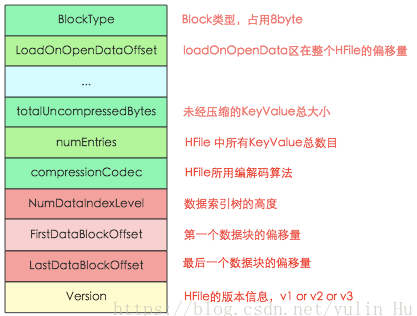 BlockType Block类型，占用8byte
LoadOnOpenDataOffset loadOnOpenData区在整个HFile的偏移量
...
totalUncompressedBytes 未经压缩的KeyValue总大小
numEntries HFile 中所有KeyValue总数目
compressionCodec HFile所用编解码算法
NumDataIndexLevel 数据索引树的高度
FirstDataBlockOffset 第一个数据块的偏移量
LastDataBlockOffset 最后一个数据块的偏移量
Version HFile的版本信息，v1 or v2 or v3
https://blog.csdn.net/yulin_Hu